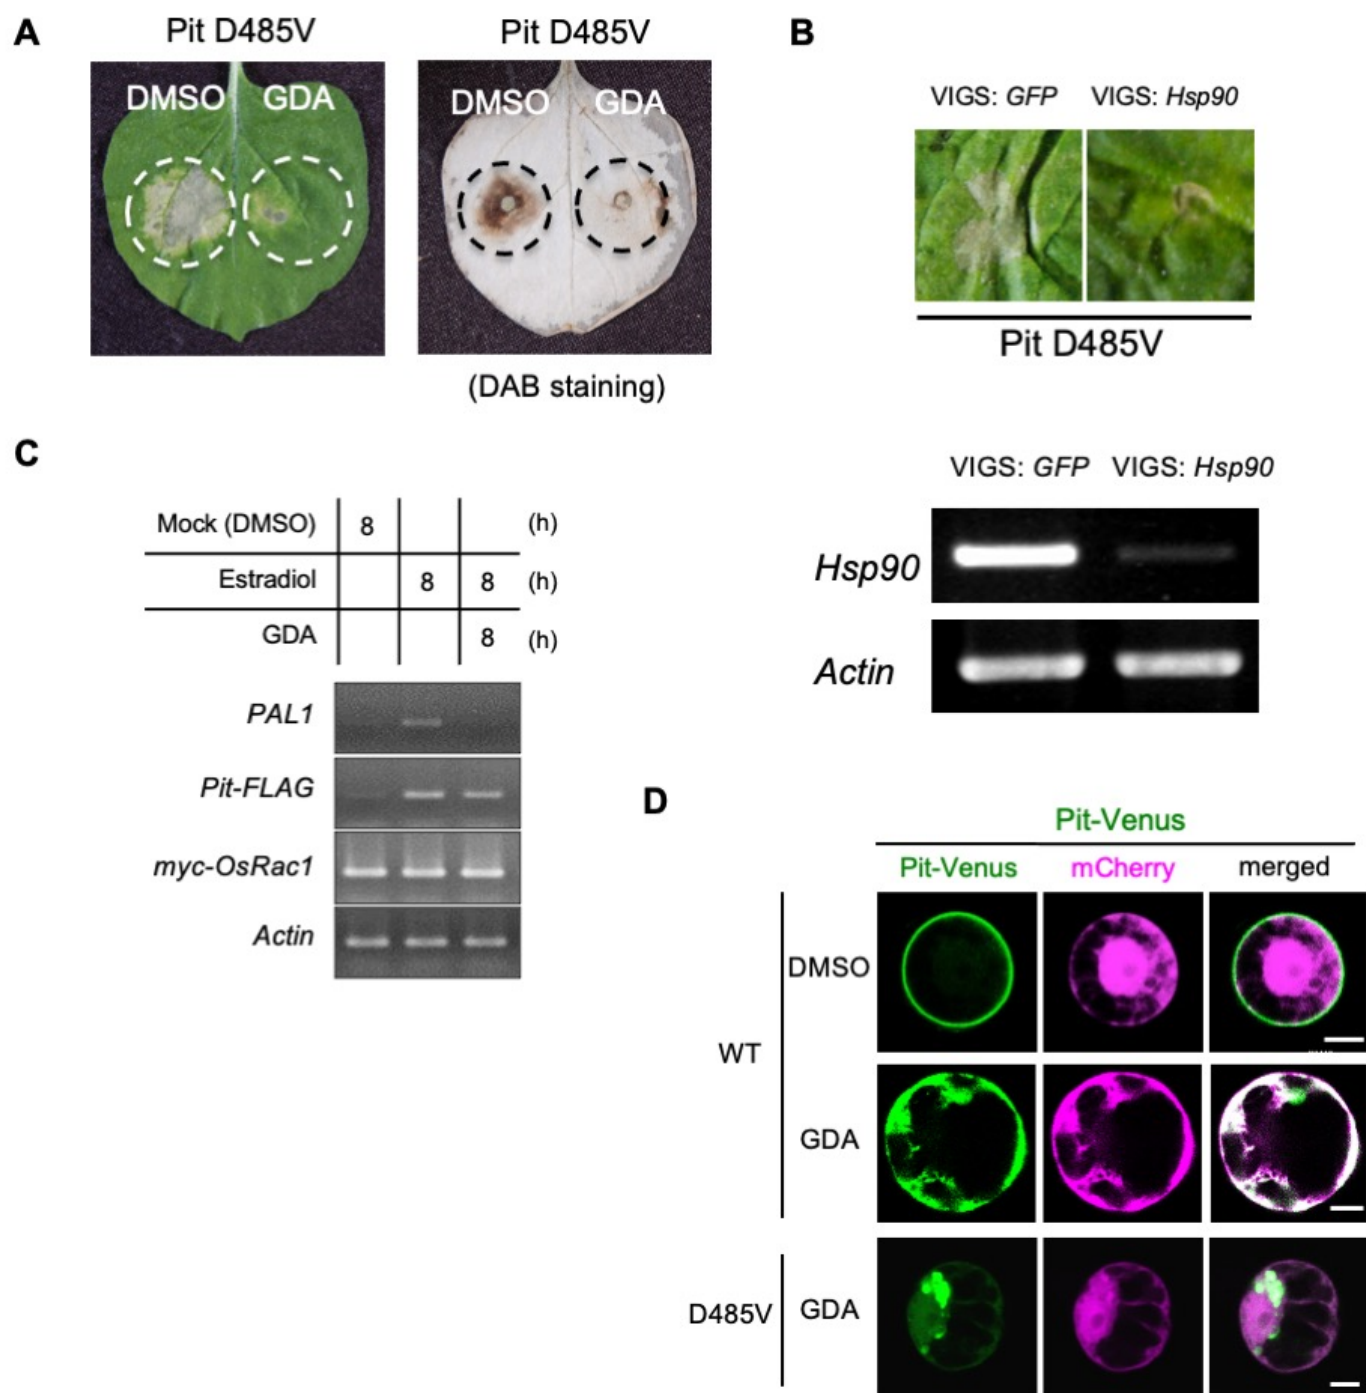 A
Pit D485V
Pit D485V
DMSO GDA
DMSO GDA
(DAB staining)
B
VIGS: GFP VIGS: Hsp90
Pit D485V
VIGS: GFP VIGS: Hsp90
Hsp90
Actin
C
Mock (DMSO) 8 (h)
Estradiol 8 8 (h)
GDA 8 (h)
PAL1
Pit-FLAG
myc-OsRac1
Actin
D
Pit-Venus
Pit-Venus mCherry merged
WT
DMSO
GDA
D485V GDA